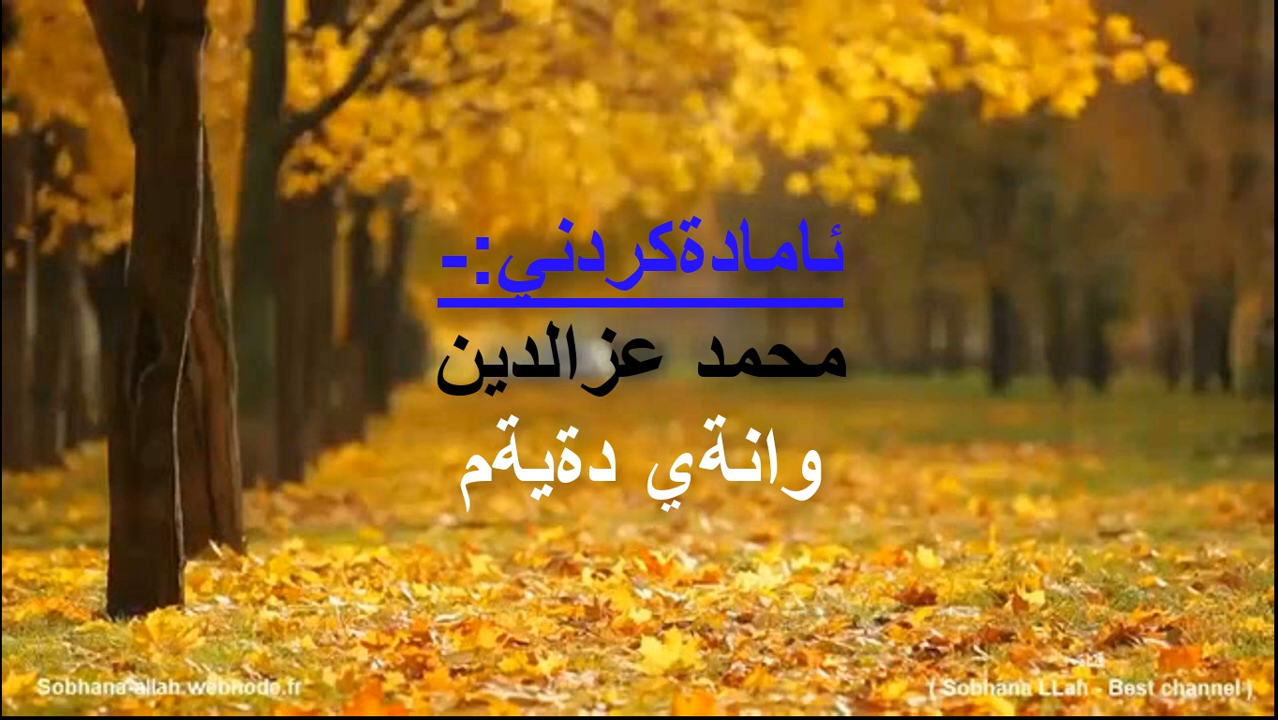 ئامادةكردني:-
محمد عزالدين
وانةي دةيةم
Sobhana-allah.webnode.fr
( Sobhana LLah - Best channel )